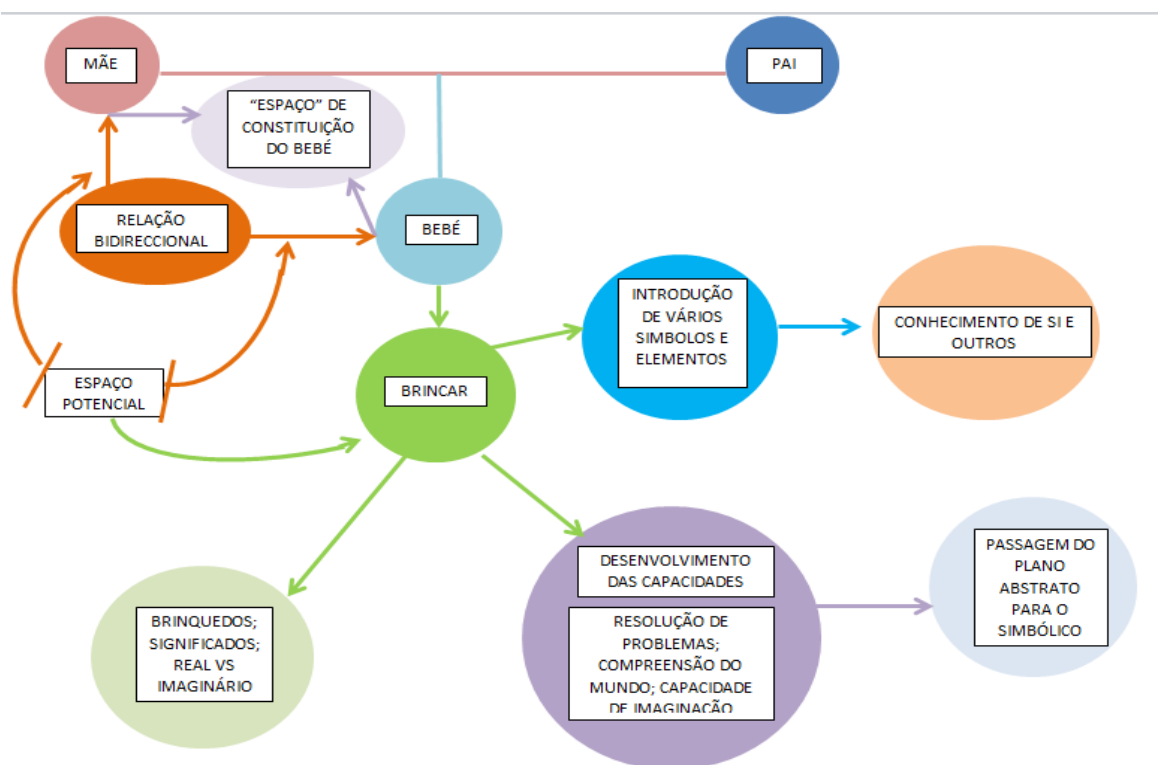 MÃE
PAI
"ESPAÇO" DE
CONSTITUIÇÃO
DO BEBÉ
RELAÇÃO
BIDIRECCIONAL
BEBÉ
INTRODUÇÃO
DE VÁRIOS
SIMBOLOS E
ELEMENTOS
CONHECIMENTO DE SI E
OUTROS
ESPAÇO
POTENCIAL
BRINCAR
DESENVOLVIMENTO
DAS CAPACIDADES
RESOLUÇÃO DE
PROBLEMAS;
COMPREENSÃO DO
MUNDO; CAPACIDADE
DE IMAGINAÇÃO
PASSAGEM DO
PLANO
ABSTRATO
PARA O
SIMBÓLICO
BRINQUEDOS;
SIGNIFICADOS;
REAL VS
IMAGINÁRIO